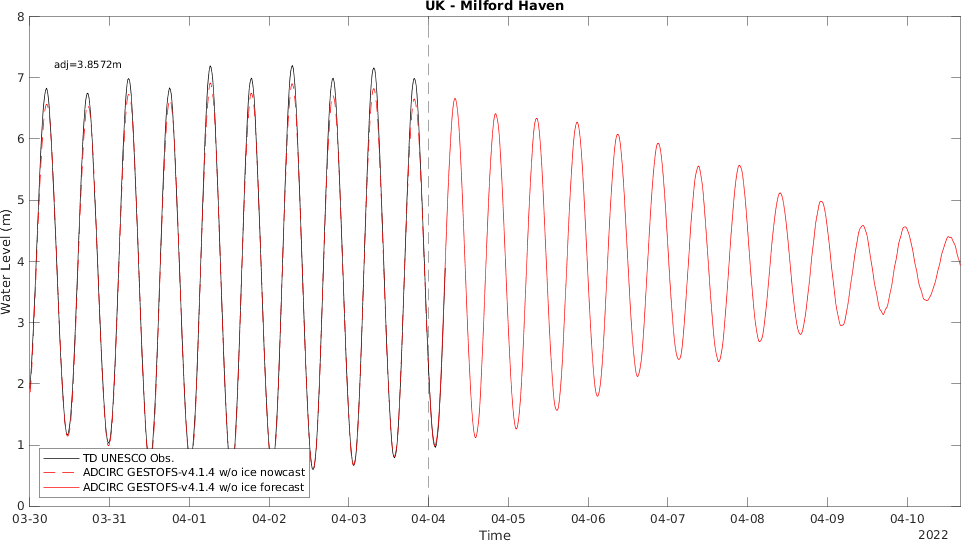 UK - Milford Haven
adj=3.8572m
Water Level (m)
8
7
6
5
4
3
2
1
0
TD UNESCO Obs.
ADCIRC GESTOFS-v4.1.4 w/o ice nowcast
ADCIRC GESTOFS-v4.1.4 w/o ice forecast
03-30 03-31 04-01 04-02 04-03 04-04 04-05 04-06 04-07 04-08 04-09 04-10
Time
2022